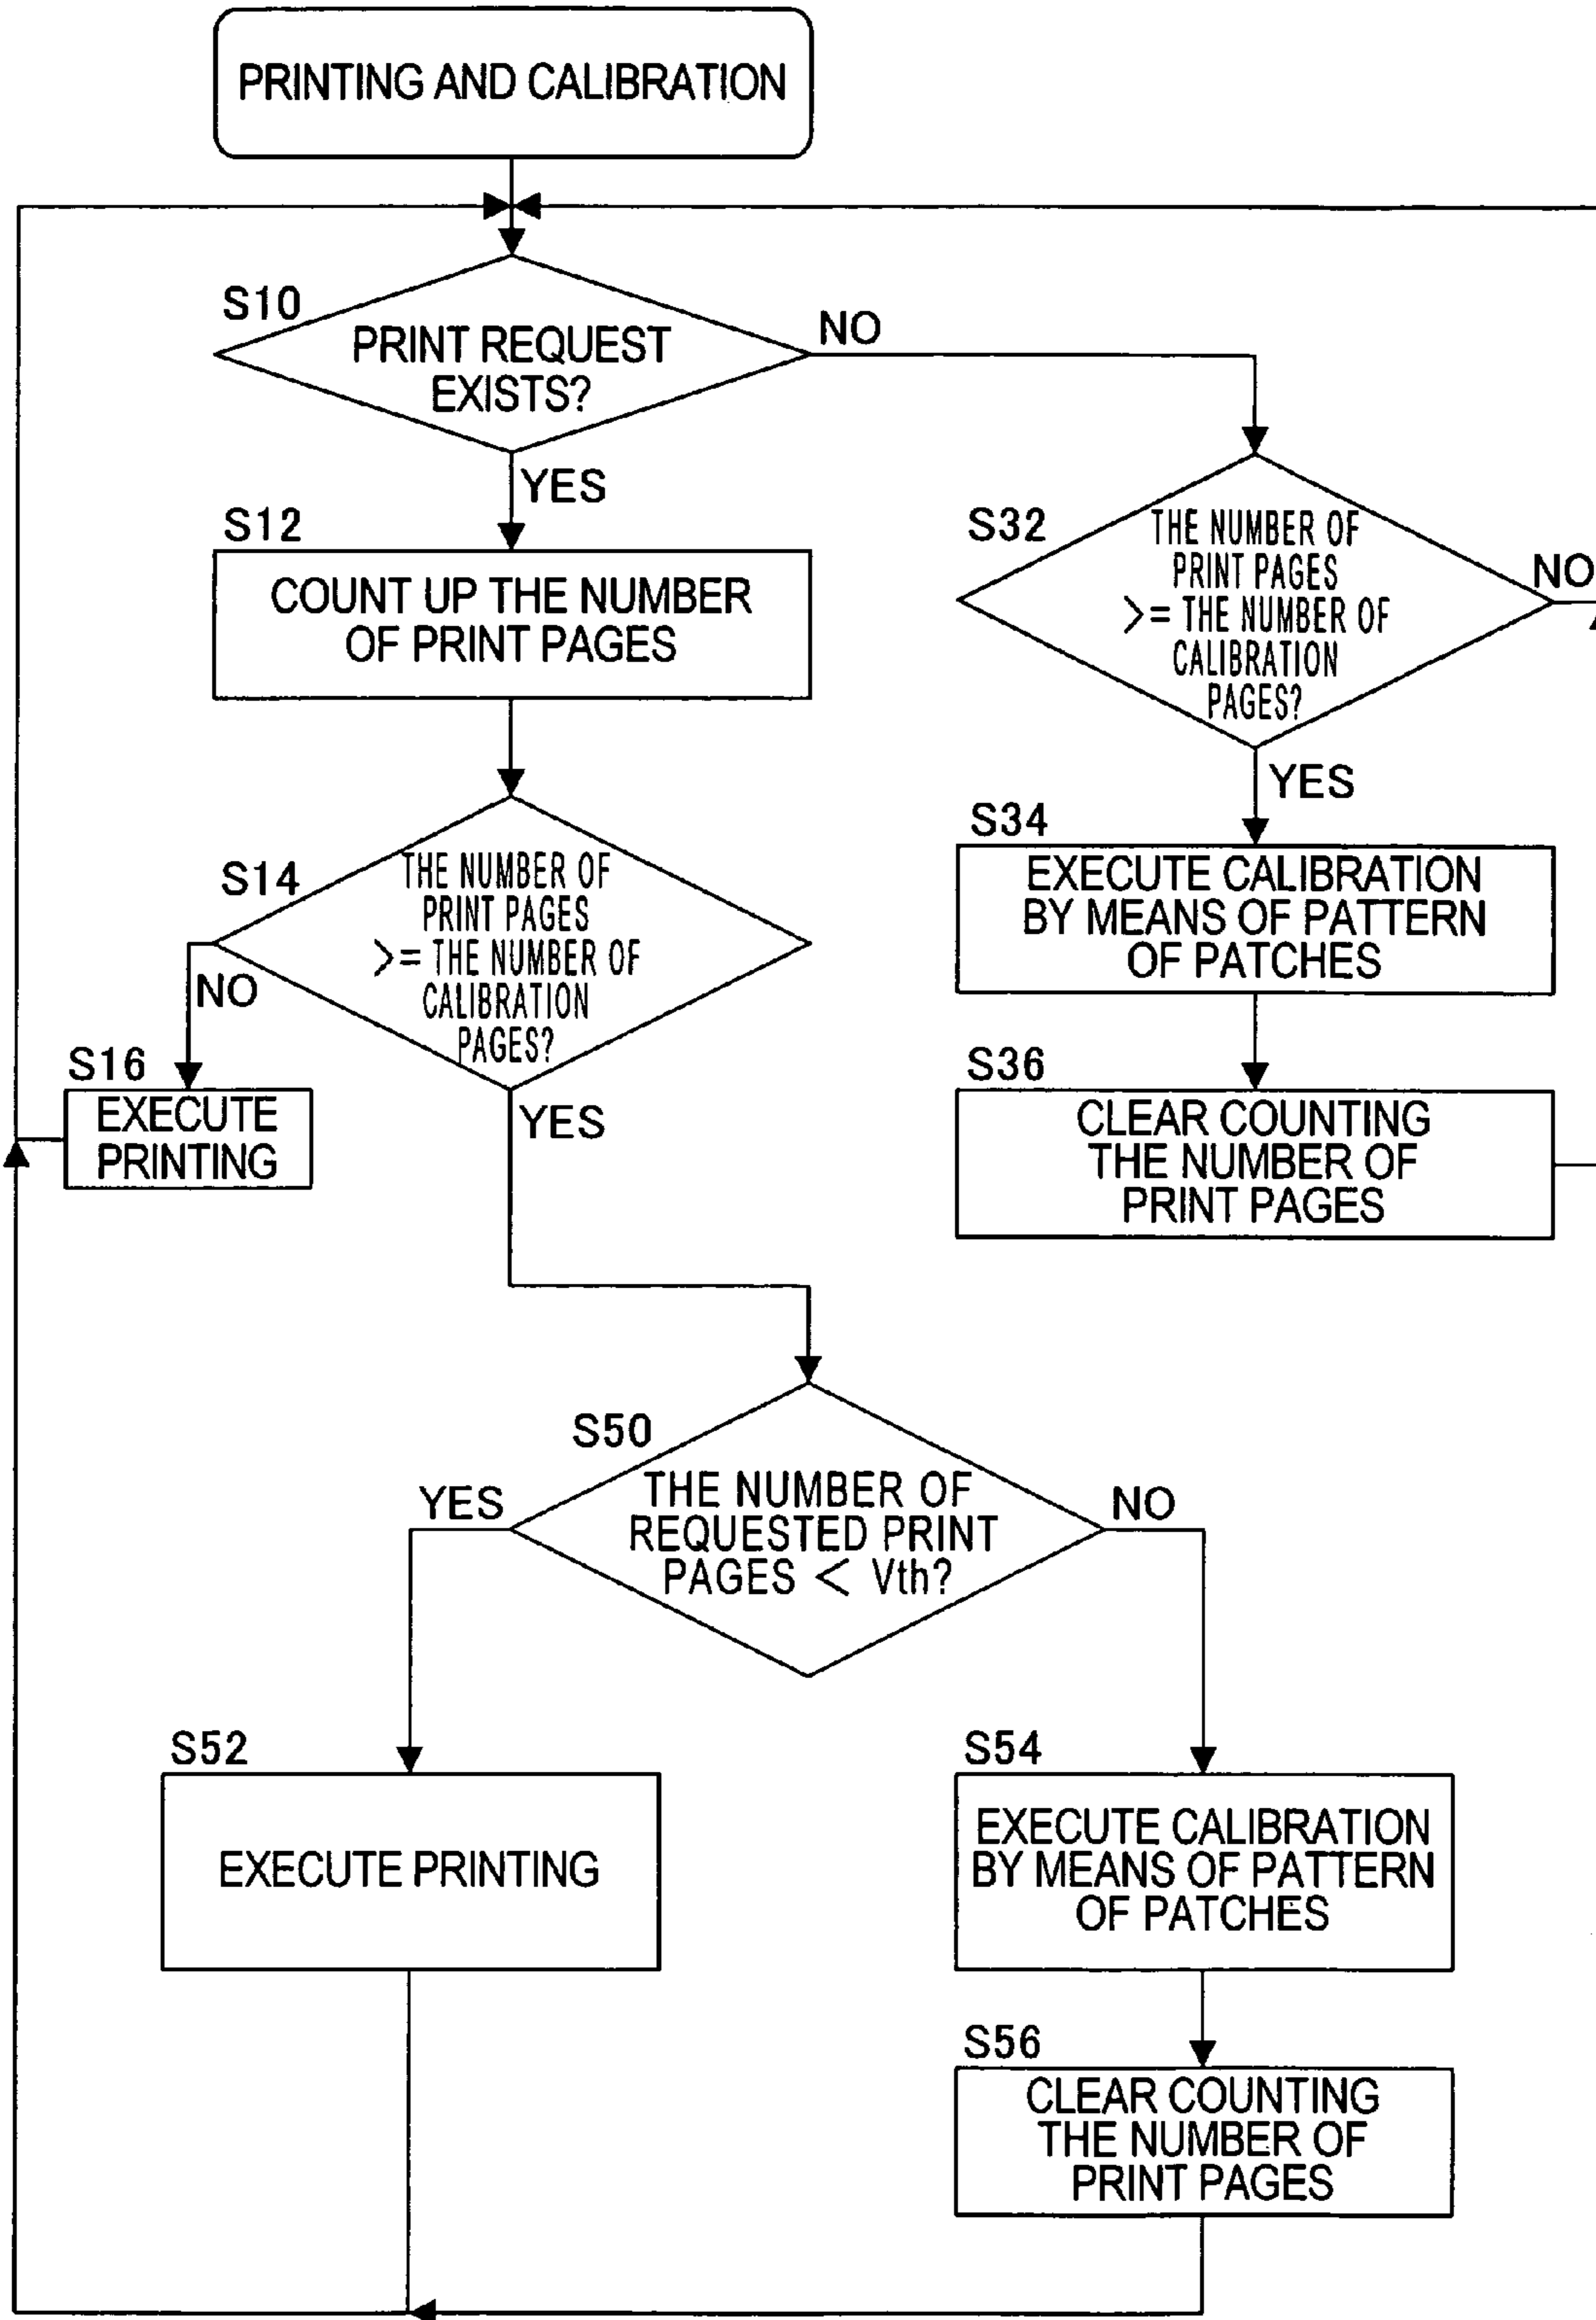 PRINTING AND CALIBRATION
S10
PRINT REQUEST
EXISTS?
NO
YES
S12
COUNT UP THE NUMBER
OF PRINT PAGES
S32
THE NUMBER OF
PRINT PAGES
>= THE NUMBER OF
CALIBRATION
PAGES?
NO
YES
S14
THE NUMBER OF
PRINT PAGES
>= THE NUMBER OF
CALIBRATION
PAGES?
NO
YES
S16
EXECUTE
PRINTING
S34
EXECUTE CALIBRATION
BY MEANS OF PATTERN
OF PATCHES
S36
CLEAR COUNTING
THE NUMBER OF
PRINT PAGES
S50
THE NUMBER OF
REQUESTED PRINT
PAGES < Vth?
YES
NO
S52
EXECUTE PRINTING
S54
EXECUTE CALIBRATION
BY MEANS OF PATTERN
OF PATCHES
S56
CLEAR COUNTING
THE NUMBER OF
PRINT PAGES